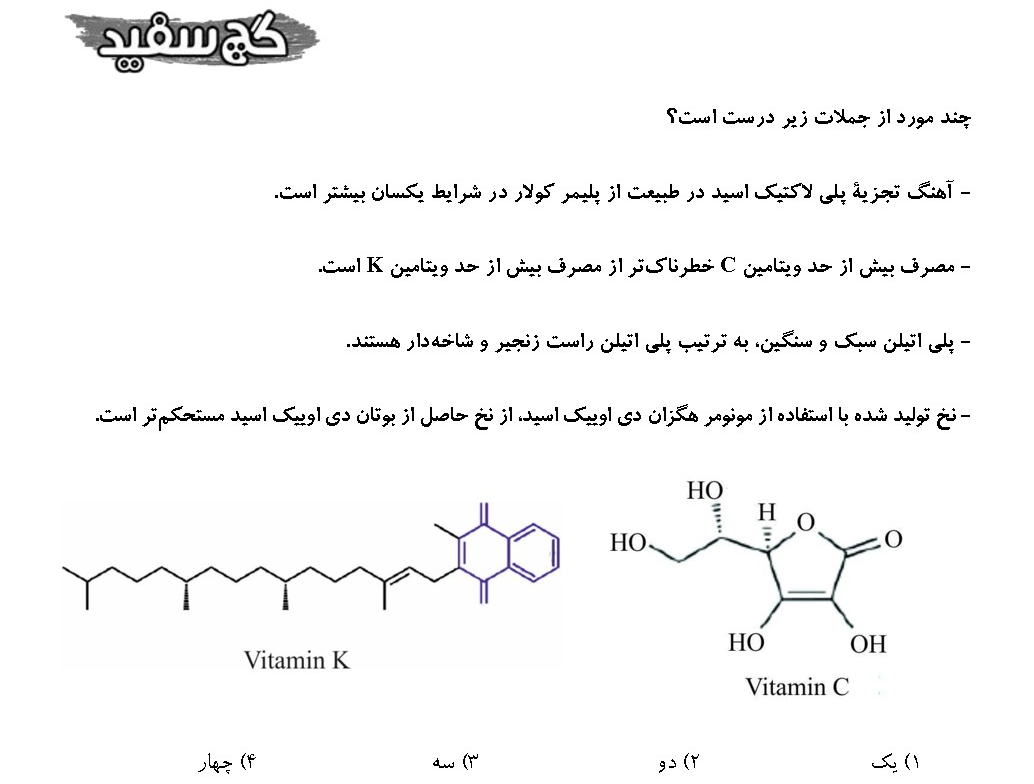 گچ سفید
چند مورد از جملات زیر درست است؟
- آهنگ تجزیهٔ پلی لاکتیک اسید در طبیعت از پلیمر کولار در شرایط یکسان بیشتر است.
- مصرف بیش از حد ویتامین C خطرناک‌تر از مصرف بیش از حد ویتامین K است.
- پلی اتیلن سبک و سنگین، به ترتیب پلی اتیلن راست زنجیر و شاخه‌دار هستند.
- نخ تولید شده با استفاده از مونومر هگزان دی اوییک اسید، از نخ حاصل از بوتان دی اوییک اسید مستحکم‌تر است.
HO
H
O
HO
O
HO
OH
Vitamin K
Vitamin C
۱) یک ۲) دو ۳) سه ۴) چهار